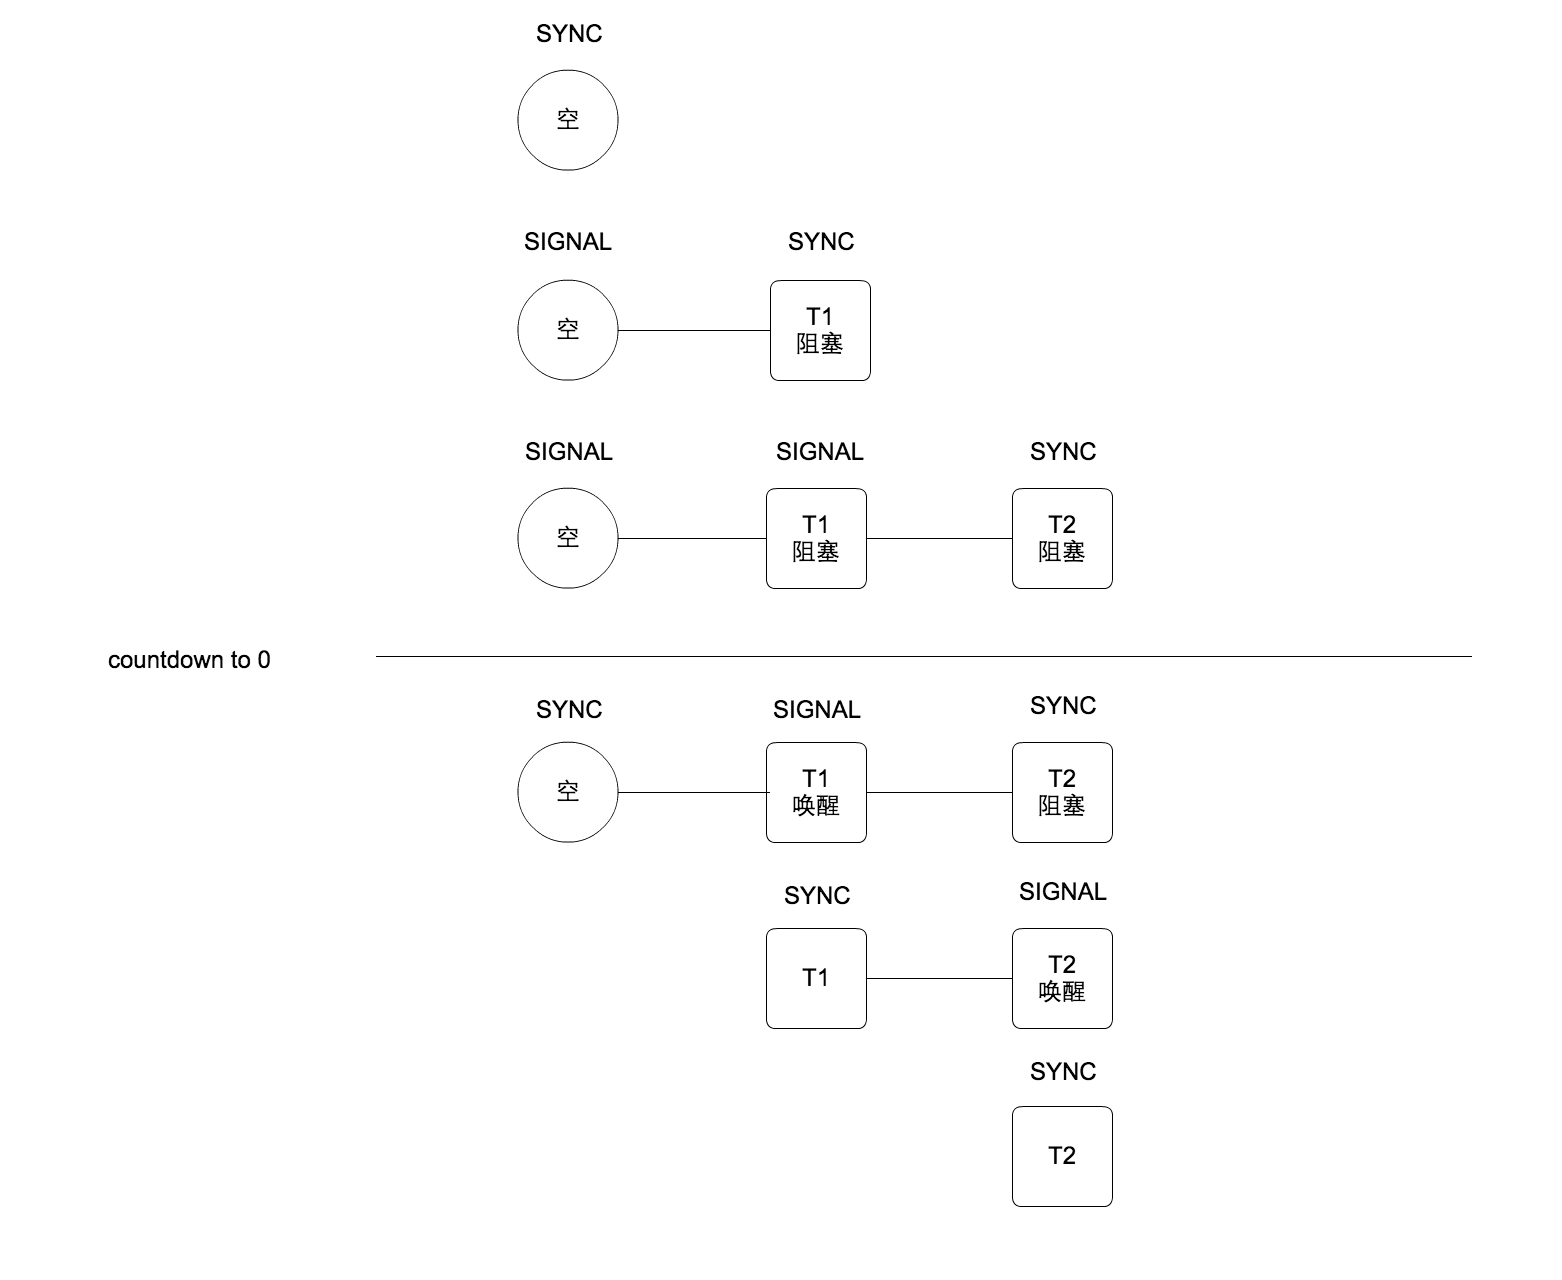 SYNC
空
SIGNAL
SYNC
空
T1
阻塞
SIGNAL
SIGNAL
SYNC
空
T1
阻塞
T2
阻塞
countdown to 0
SYNC
SIGNAL
SYNC
空
T1
唤醒
T2
阻塞
SYNC
SIGNAL
T1
T2
唤醒
SYNC
T2